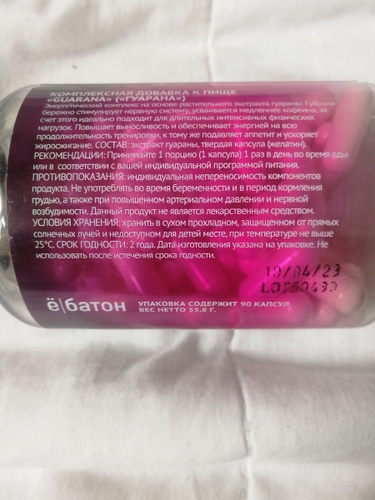 КОМПЛЕКСНАЯ ДОБАВКА К ПИЩЕ
«GUARANA» («ГУАРАНА»)
Энергетический комплекс на основе растительного экстракта гуараны. Гуарана
бережно стимулирует нервную систему, усваивается медленнее кофеина, за
счет этого идеально подходит для длительных интенсивных физических
нагрузок. Повышает выносливость и обеспечивает энергией на всю
продолжительность тренировки, к тому же подавляет аппетит и ускоряет
жиросжигание. СОСТАВ: экстракт гуараны, твердая капсула (желатин).
РЕКОМЕНДАЦИИ: Принимайте 1 порцию (1 капсула) 1 раз в день во время еды
или в соответствии с вашей индивидуальной программой питания.
ПРОТИВОПОКАЗАНИЯ: индивидуальная непереносимость компонентов
продукта. Не употреблять во время беременности и в период кормления
грудью, а также при повышенном артериальном давлении и нервной
возбудимости. Данный продукт не является лекарственным средством.
УСЛОВИЯ ХРАНЕНИЯ: хранить в сухом прохладном, защищенном от прямых
солнечных лучей и недоступном для детей месте, при температуре не выше
25°С. СРОК ГОДНОСТИ: 2 года. Дата изготовления указана на упаковке. Не
использовать после истечения срока годности.
10/04/23
ё|батон
УПАКОВКА СОДЕРЖИТ 90 КАПСУЛ.
ВЕС НЕТТО 55,8 Г.